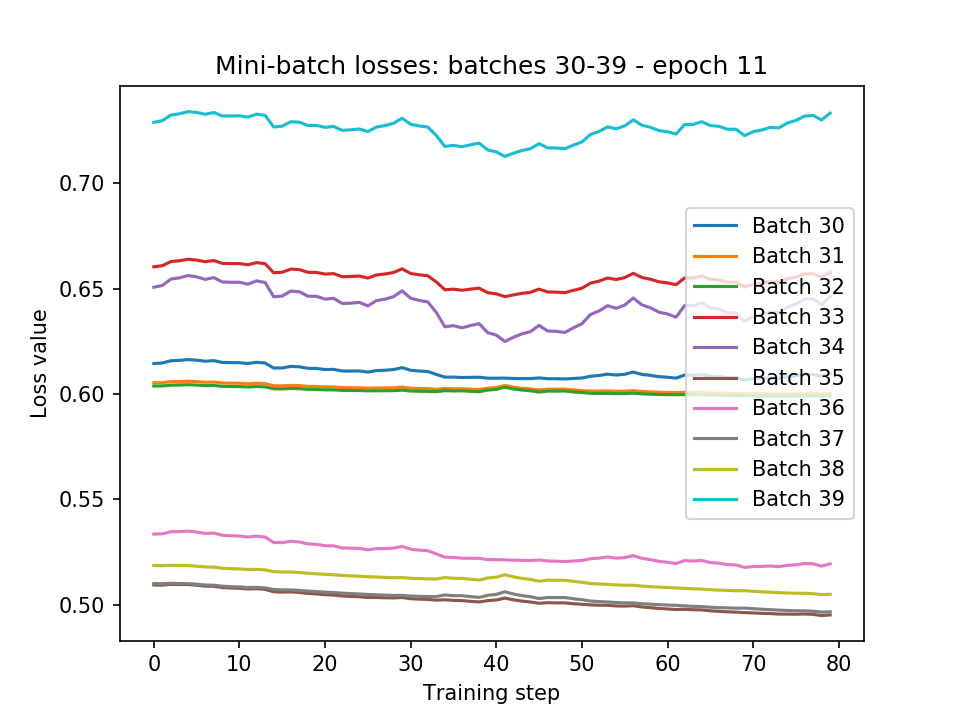 Mini-batch losses: batches 30-39 - epoch 11
Loss value
0.70
0.65
0.60
0.55
0.50
Batch 30
Batch 31
Batch 32
Batch 33
Batch 34
Batch 35
Batch 36
Batch 37
Batch 38
Batch 39
0 10 20 30 40 50 60 70 80
Training step